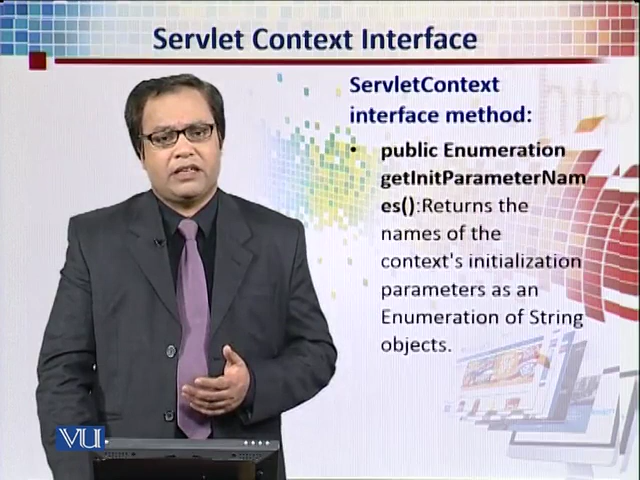 Servlet Context Interface
ServletContext
interface method:
• public Enumeration
getInitParameterNam
es():Returns the
names of the
context's initialization
parameters as an
Enumeration of String
objects.
http
VU